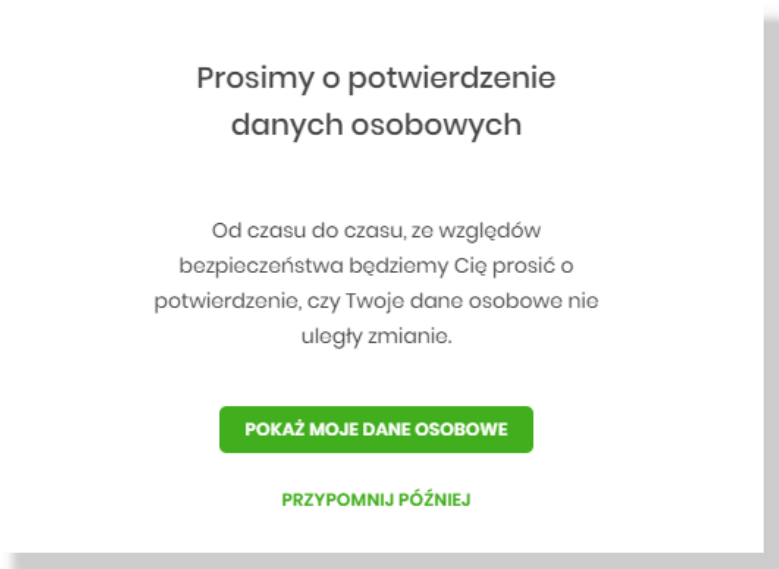 Prosimy o potwierdzenie
danych osobowych
Od czasu do czasu, ze względów
bezpieczeństwa będziemy Cię prosić o
potwierdzenie, czy Twoje dane osobowe nie
uległy zmianie.
POKAŻ MOJE DANE OSOBOWE
PRZYPOMNIJ PÓŹNIEJ